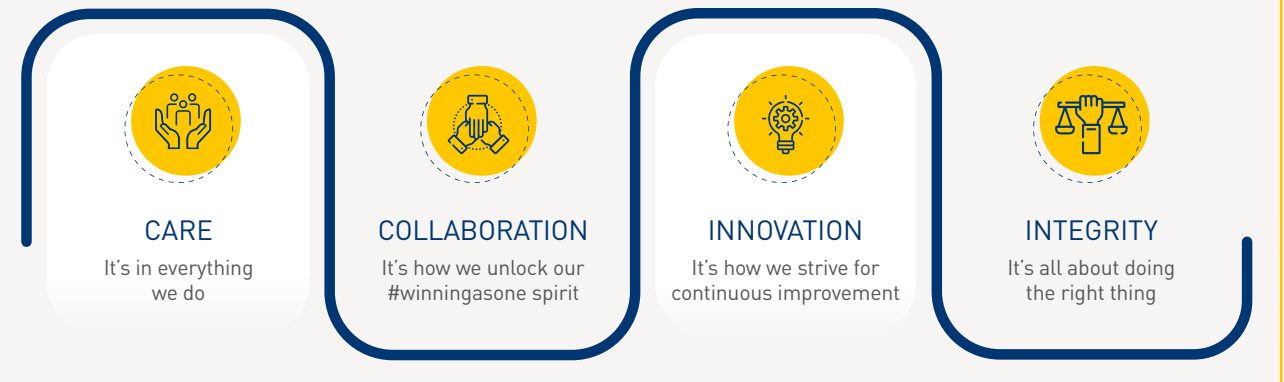 CARE
It’s in everything
we do
COLLABORATION
It’s how we unlock our
#winningasone spirit
INNOVATION
It’s how we strive for
continuous improvement
INTEGRITY
It’s all about doing
the right thing